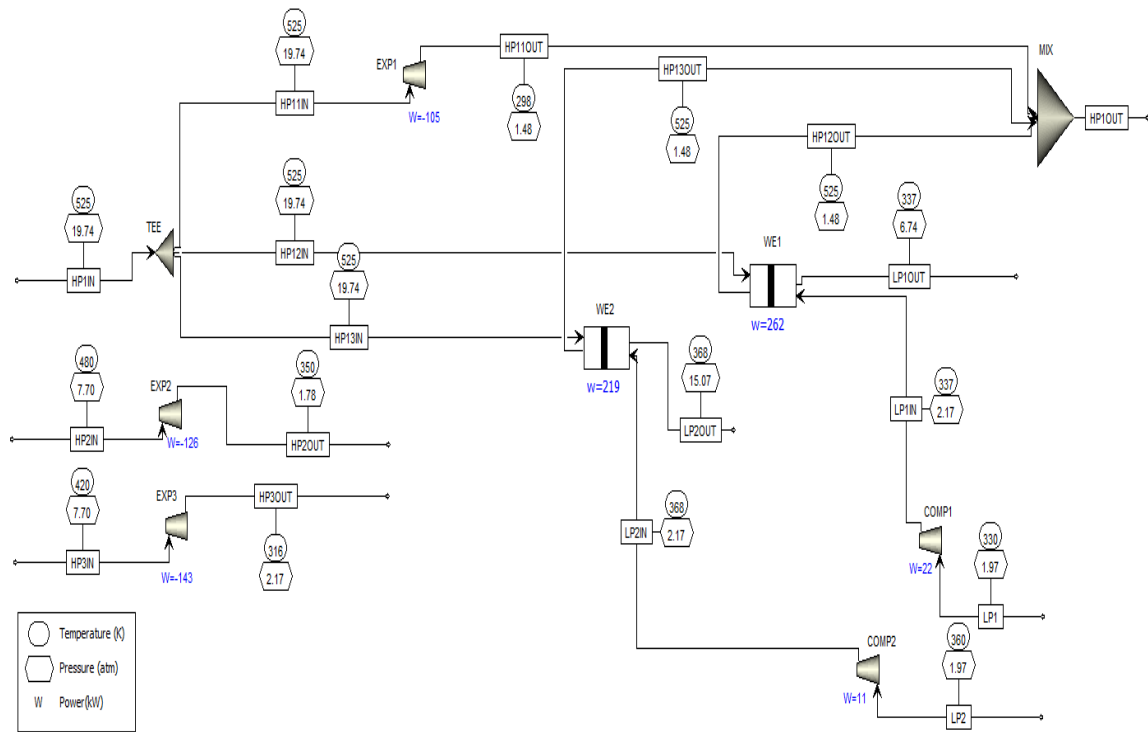 525
19.74
HP11IN
EXP1
W=-105
HP11OUT
298
1.48
HP13OUT
525
1.48
MIX
HP1OUT
HP12OUT
525
1.48
525
19.74
HP1IN
TEE
525
19.74
HP12IN
525
19.74
HP13IN
WE1
W=262
337
6.74
LP1OUT
WE2
W=219
368
15.07
LP2OUT
480
7.70
HP2IN
EXP2
W=-126
350
1.78
HP2OUT
337
2.17
LP1IN
420
7.70
HP3IN
EXP3
W=-143
HP3OUT
316
2.17
LP2IN
368
2.17
COMP1
W=22
330
1.97
LP1
COMP2
W=11
360
1.97
LP2
Temperature (K)
Pressure (atm)
W Power(kW)